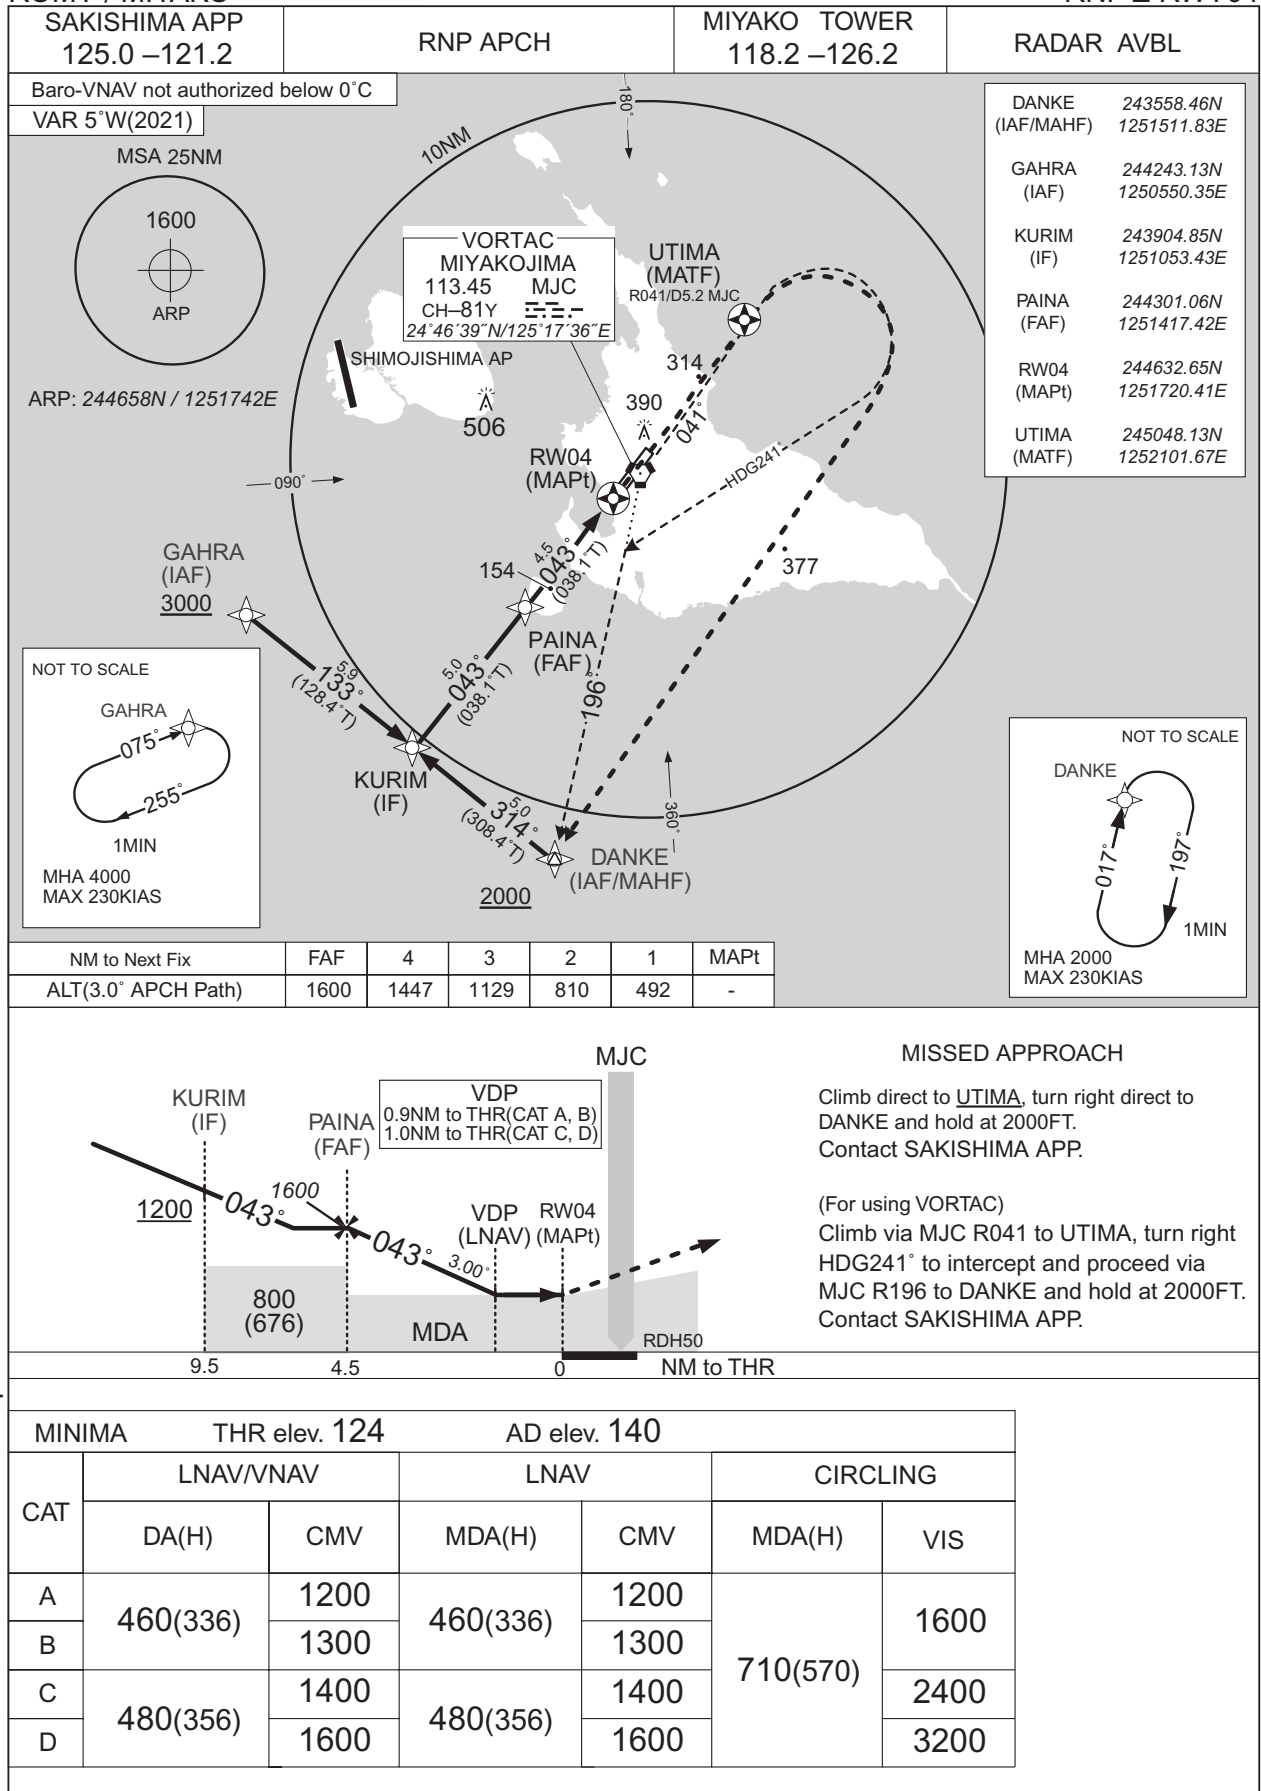 SAKISHIMA APP
125.0 –121.2
RNP APCH
MIYAKO TOWER
118.2 –126.2
RADAR AVBL
Baro-VNAV not authorized below 0˚C
VAR 5˚W(2021)
MSA 25NM
1600
ARP
ARP: 244658N / 1251742E
10NM
180˚
090˚
360˚
DANKE 243558.46N
(IAF/MAHF) 1251511.83E
GAHRA 244243.13N
(IAF) 1250550.35E
KURIM 243904.85N
(IF) 1251053.43E
PAINA 244301.06N
(FAF) 1251417.42E
RW04 244632.65N
(MAPt) 1251720.41E
UTIMA 245048.13N
(MATF) 1252101.67E
VORTAC
MIYAKOJIMA
113.45 MJC
CH–81Y
24˚46´39˝N/125˚17´36˝E
UTIMA
(MATF)
R041/D5.2 MJC
SHIMOJISHIMA AP
506
314
390
041˚
HDG241˚
RW04
(MAPt)
377
GAHRA
(IAF)
3000
154
4.5
043˚
(038.1˚T)
PAINA
(FAF)
5.9
133˚
(128.4˚T)
5.0
043˚
(038.1˚T)
196˚
KURIM
(IF)
5.0
314˚
(308.4˚T)
DANKE
(IAF/MAHF)
2000
NOT TO SCALE
GAHRA
075˚
255˚
1MIN
MHA 4000
MAX 230KIAS
NOT TO SCALE
DANKE
017˚
197˚
1MIN
MHA 2000
MAX 230KIAS
NM to Next Fix FAF 4 3 2 1 MAPt
ALT(3.0˚ APCH Path) 1600 1447 1129 810 492 -
MJC
KURIM
(IF)
PAINA
(FAF)
VDP
0.9NM to THR(CAT A, B)
1.0NM to THR(CAT C, D)
1200
043˚
1600
043˚
3.00˚
VDP
(LNAV)
RW04
(MAPt)
800
(676)
MDA
RDH50
9.5 4.5 0 NM to THR
MISSED APPROACH
Climb direct to UTIMA, turn right direct to
DANKE and hold at 2000FT.
Contact SAKISHIMA APP.
(For using VORTAC)
Climb via MJC R041 to UTIMA, turn right
HDG241˚ to intercept and proceed via
MJC R196 to DANKE and hold at 2000FT.
Contact SAKISHIMA APP.
MINIMA THR elev. 124 AD elev. 140
CAT LNAV/VNAV LNAV CIRCLING
DA(H) CMV MDA(H) CMV MDA(H) VIS
A 460(336) 1200 460(336) 1200 710(570) 1600
B 1300 1300
C 480(356) 1400 480(356) 1400 2400
D 1600 1600 3200